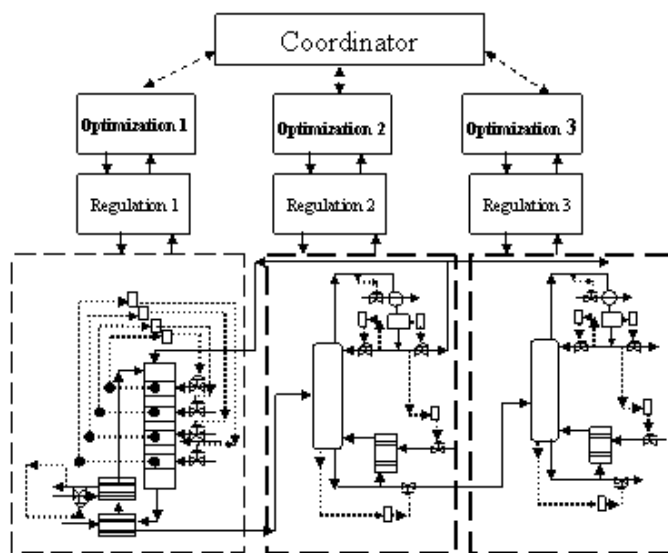 Coordinator
Optimization 1
Optimization 2
Optimization 3
Regulation 1
Regulation 2
Regulation 3